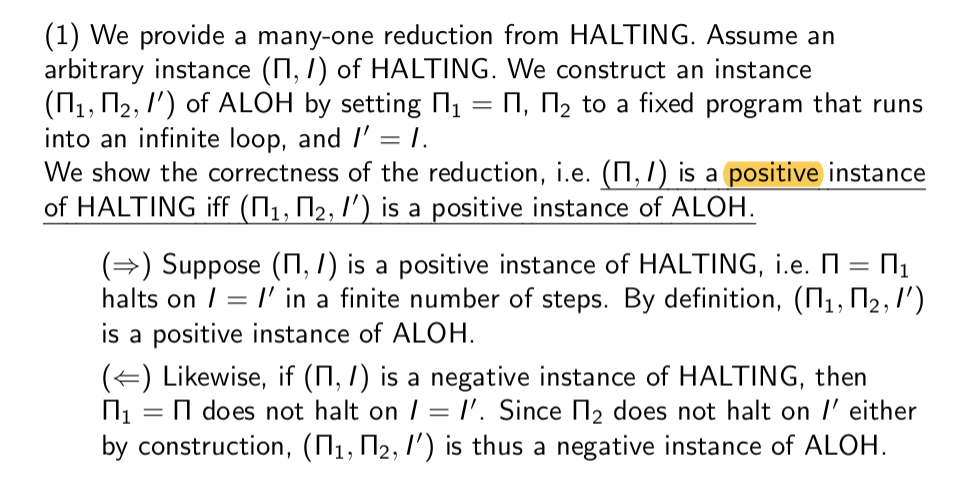 (1) We provide a many-one reduction from HALTING. Assume an
arbitrary instance (Π, I) of HALTING. We construct an instance
(Π₁, Π₂, I′) of ALOH by setting Π₁ = Π, Π₂ to a fixed program that runs
into an infinite loop, and I′ = I.
We show the correctness of the reduction, i.e. (Π, I) is a positive instance
of HALTING iff (Π₁, Π₂, I′) is a positive instance of ALOH.
(⇒) Suppose (Π, I) is a positive instance of HALTING, i.e. Π = Π₁
halts on I = I′ in a finite number of steps. By definition, (Π₁, Π₂, I′)
is a positive instance of ALOH.
(⇐) Likewise, if (Π, I) is a negative instance of HALTING, then
Π₁ = Π does not halt on I = I′. Since Π₂ does not halt on I′ either
by construction, (Π₁, Π₂, I′) is thus a negative instance of ALOH.